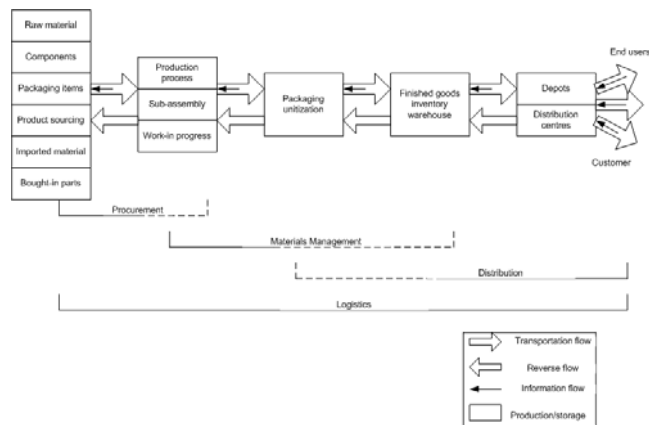 Raw material
Components
Packaging items
Product sourcing
Imported material
Bought-in parts
Production
process
Sub-assembly
Work-in progress
Packaging
unitization
Finished goods
inventory
warehouse
Depots
Distribution
centres
End users
Customer
Procurement
Materials Management
Distribution
Logistics
Transportation flow
Reverse flow
Information flow
Production/storage